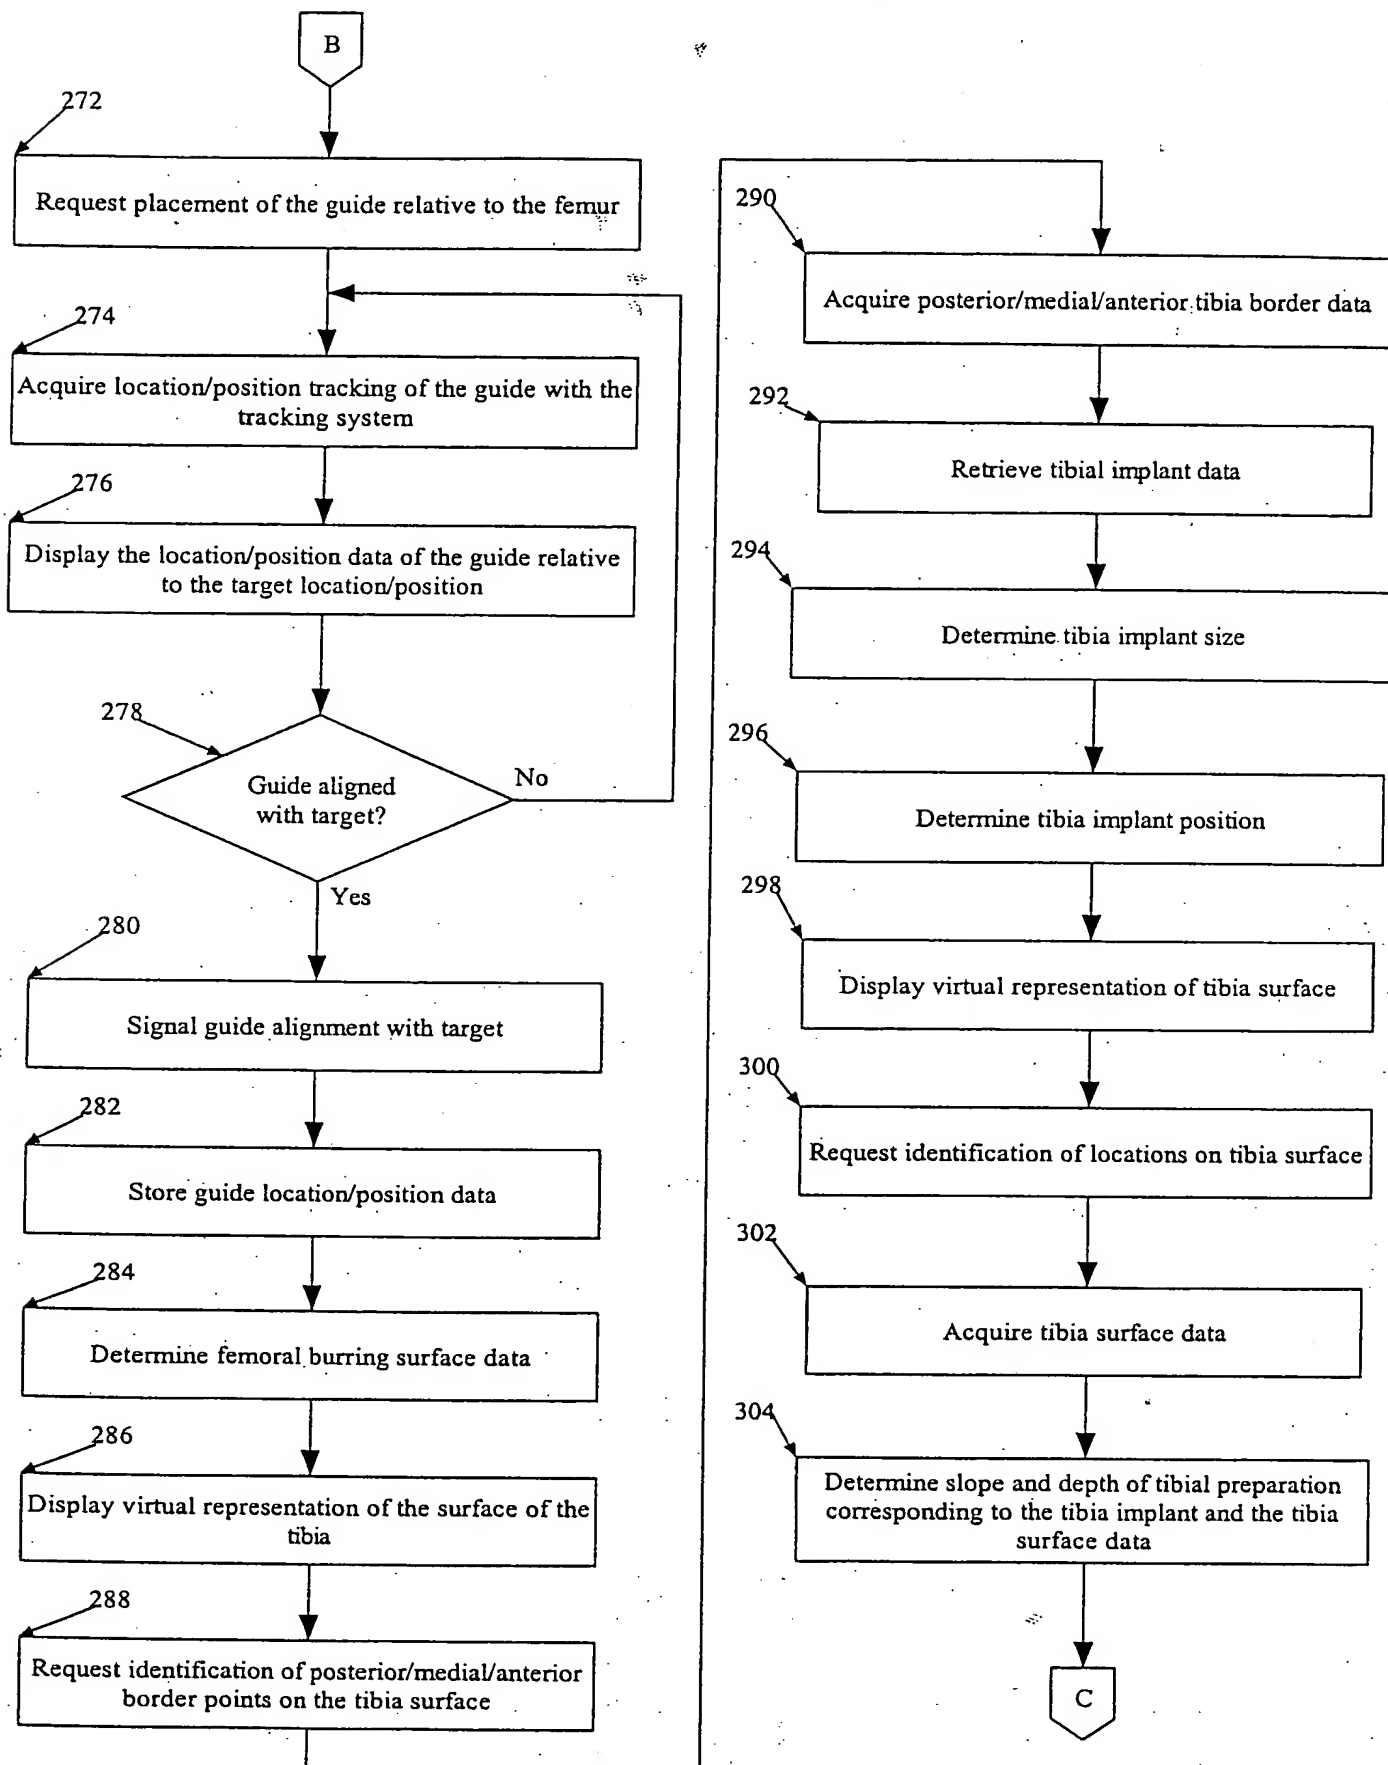 B
272
Request placement of the guide relative to the femur
274
Acquire location/position tracking of the guide with the
tracking system
276
Display the location/position data of the guide relative
to the target location/position
278
Guide aligned
with target?
No
Yes
280
Signal guide alignment with target
282
Store guide location/position data
284
Determine femoral burring surface data
286
Display virtual representation of the surface of the
tibia
288
Request identification of posterior/medial/anterior
border points on the tibia surface
290
Acquire posterior/medial/anterior tibia border data
292
Retrieve tibial implant data
294
Determine tibia implant size
296
Determine tibia implant position
298
Display virtual representation of tibia surface
300
Request identification of locations on tibia surface
302
Acquire tibia surface data
304
Determine slope and depth of tibial preparation
corresponding to the tibia implant and the tibia
surface data
C